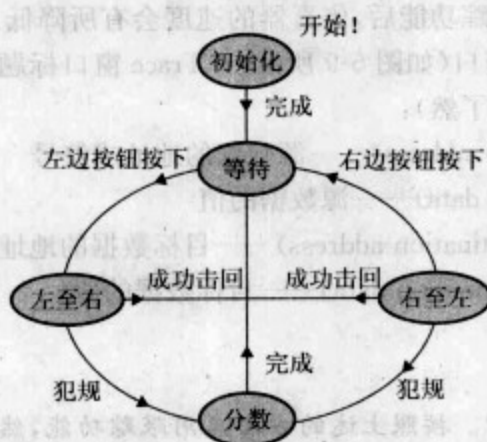 开始!
初始化
完成
等待
左边按钮按下
右边按钮按下
左至右
成功击回
成功击回
右至左
完成
犯规
犯规
分数